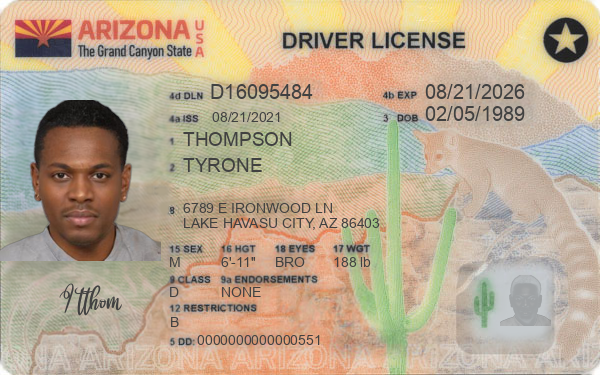 ARIZONA USA
The Grand Canyon State
DRIVER LICENSE
4d DLN D16095484 4b EXP 08/21/2026
4a ISS 08/21/2021 3 DOB 02/05/1989
1 THOMPSON
2 TYRONE
8 6789 E IRONWOOD LN
LAKE HAVASU CITY, AZ 86403
15 SEX 16 HGT 18 EYES 17 WGT
M 6'-11" BRO 188 lb
9 CLASS 9a ENDORSEMENTS
D NONE
12 RESTRICTIONS
B
5 DD: 0000000000000551
ARIZONA ARIZONA ARIZONA ARIZONA